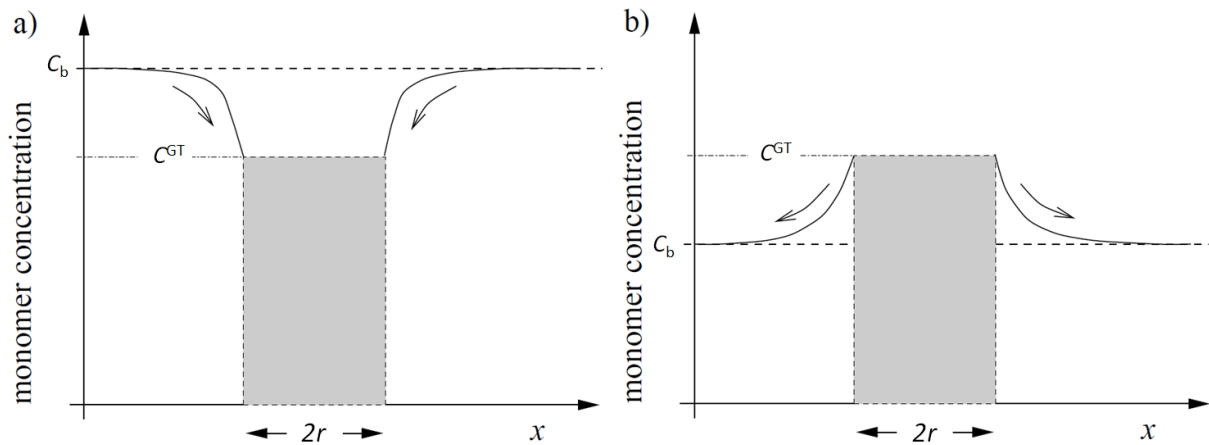 a)
C_b
C^GT
monomer concentration
2r
x
b)
C^GT
C_b
monomer concentration
2r
x